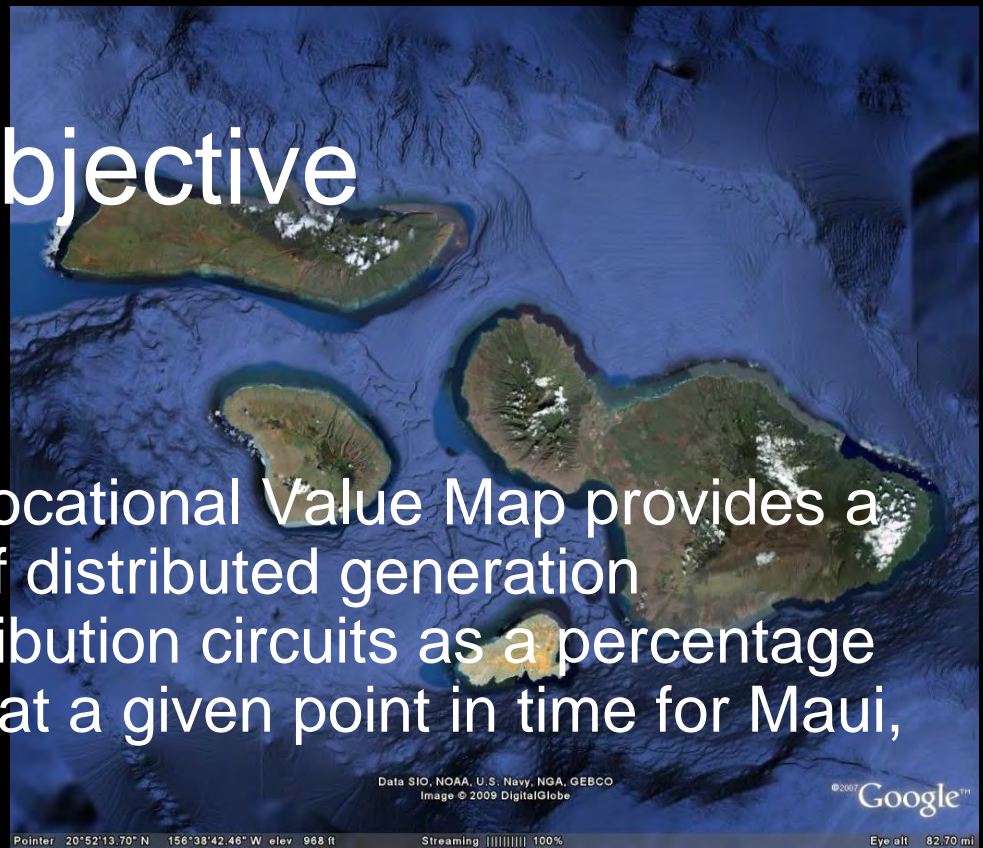 bjective
ocational Value Map provides a
f distributed generation
ibution circuits as a percentage
at a given point in time for Maui,
Data SIO, NOAA, U.S. Navy, NGA, GEBCO
Image © 2009 DigitalGlobe
©2007 Google™
Pointer 20°52'13.70" N 156°38'42.46" W elev 968 ft Streaming |||||||||| 100% Eye alt 82.70 mi